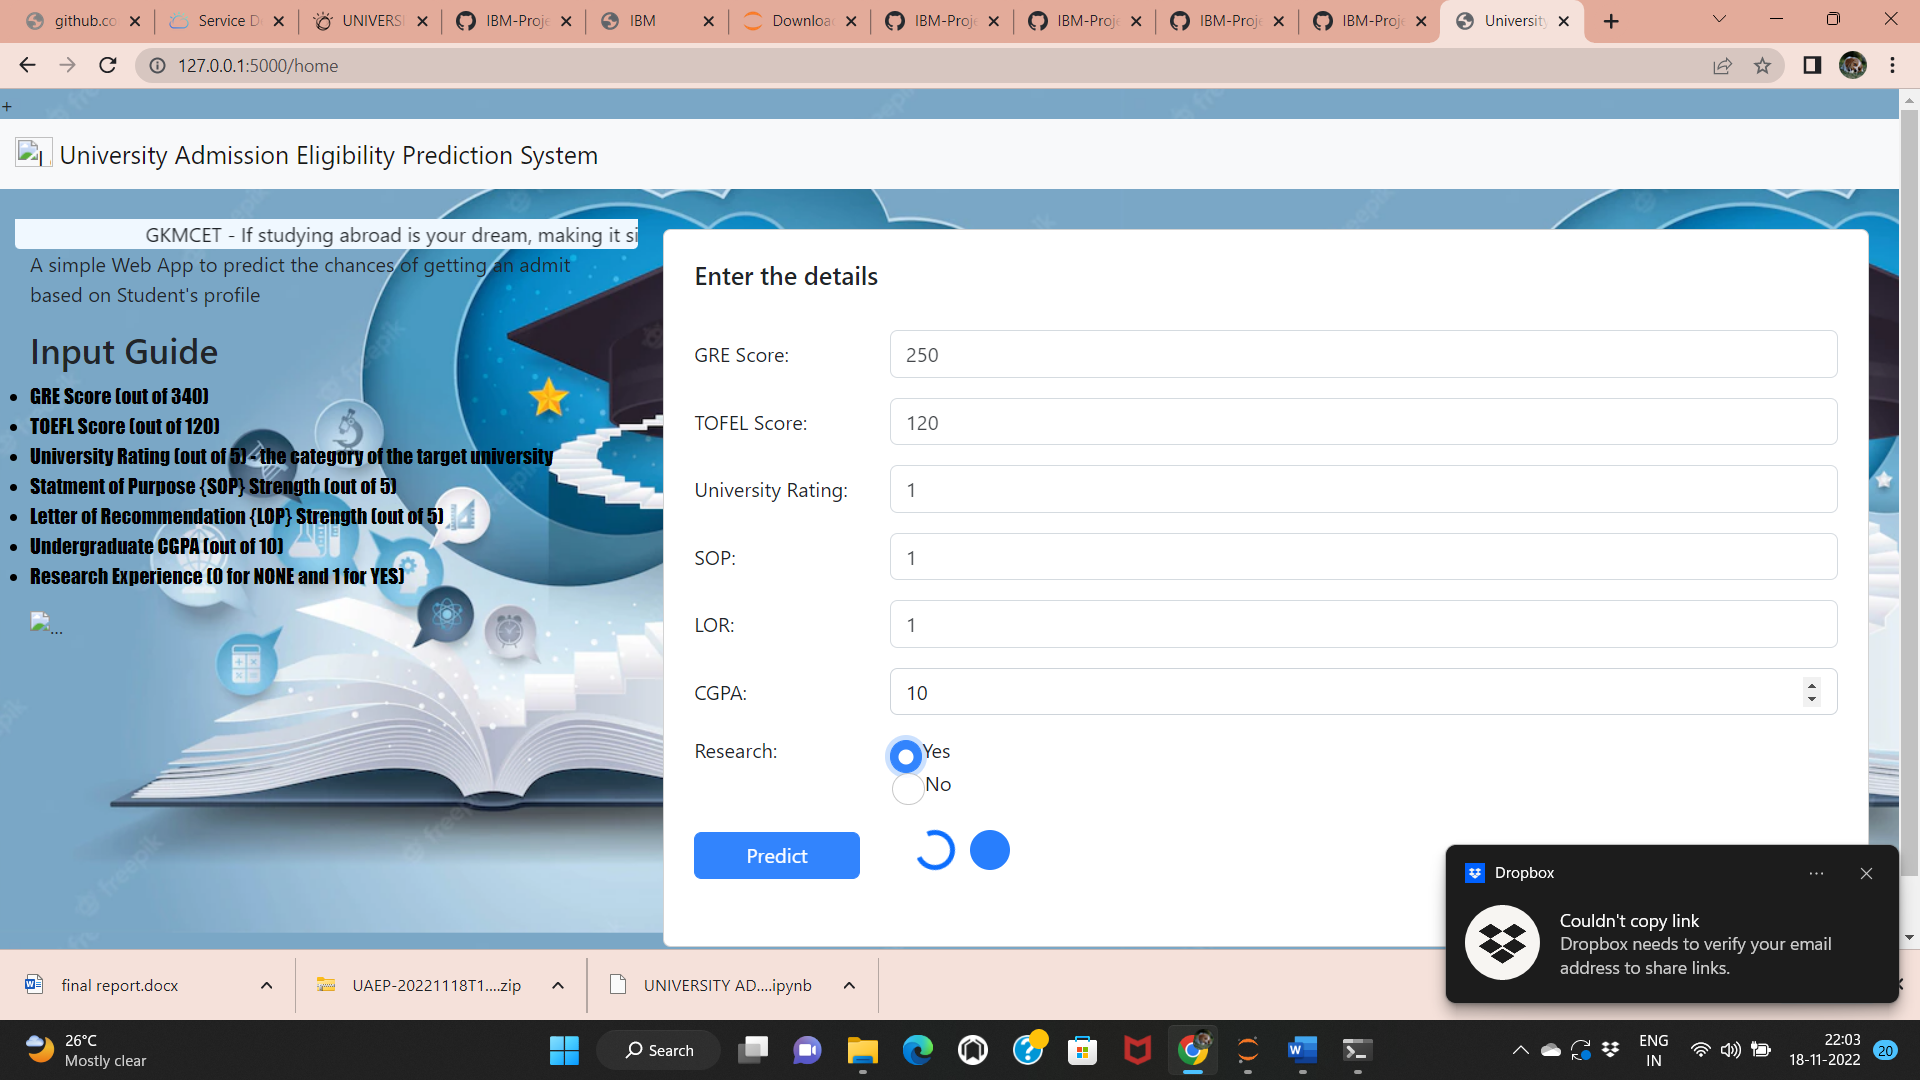 github.co
Service D
UNIVERSI
IBM-Proje
IBM
Downloa
IBM-Proje
IBM-Proje
IBM-Proje
IBM-Proje
University
127.0.0.1:5000/home
+
University Admission Eligibility Prediction System
GKMCET - If studying abroad is your dream, making it si
A simple Web App to predict the chances of getting an admit
based on Student's profile
Input Guide
GRE Score (out of 340)
TOEFL Score (out of 120)
University Rating (out of 5) - the category of the target university
Statment of Purpose {SOP} Strength (out of 5)
Letter of Recommendation {LOP} Strength (out of 5)
Undergraduate CGPA (out of 10)
Research Experience (0 for NONE and 1 for YES)
...
Enter the details
GRE Score: 250
TOFEL Score: 120
University Rating: 1
SOP: 1
LOR: 1
CGPA: 10
Research: Yes
No
Predict
Dropbox
Couldn't copy link
Dropbox needs to verify your email
address to share links.
final report.docx
UAEP-20221118T1....zip
UNIVERSITY AD....ipynb
26°C
Mostly clear
Search
ENG
IN
22:03
18-11-2022
20